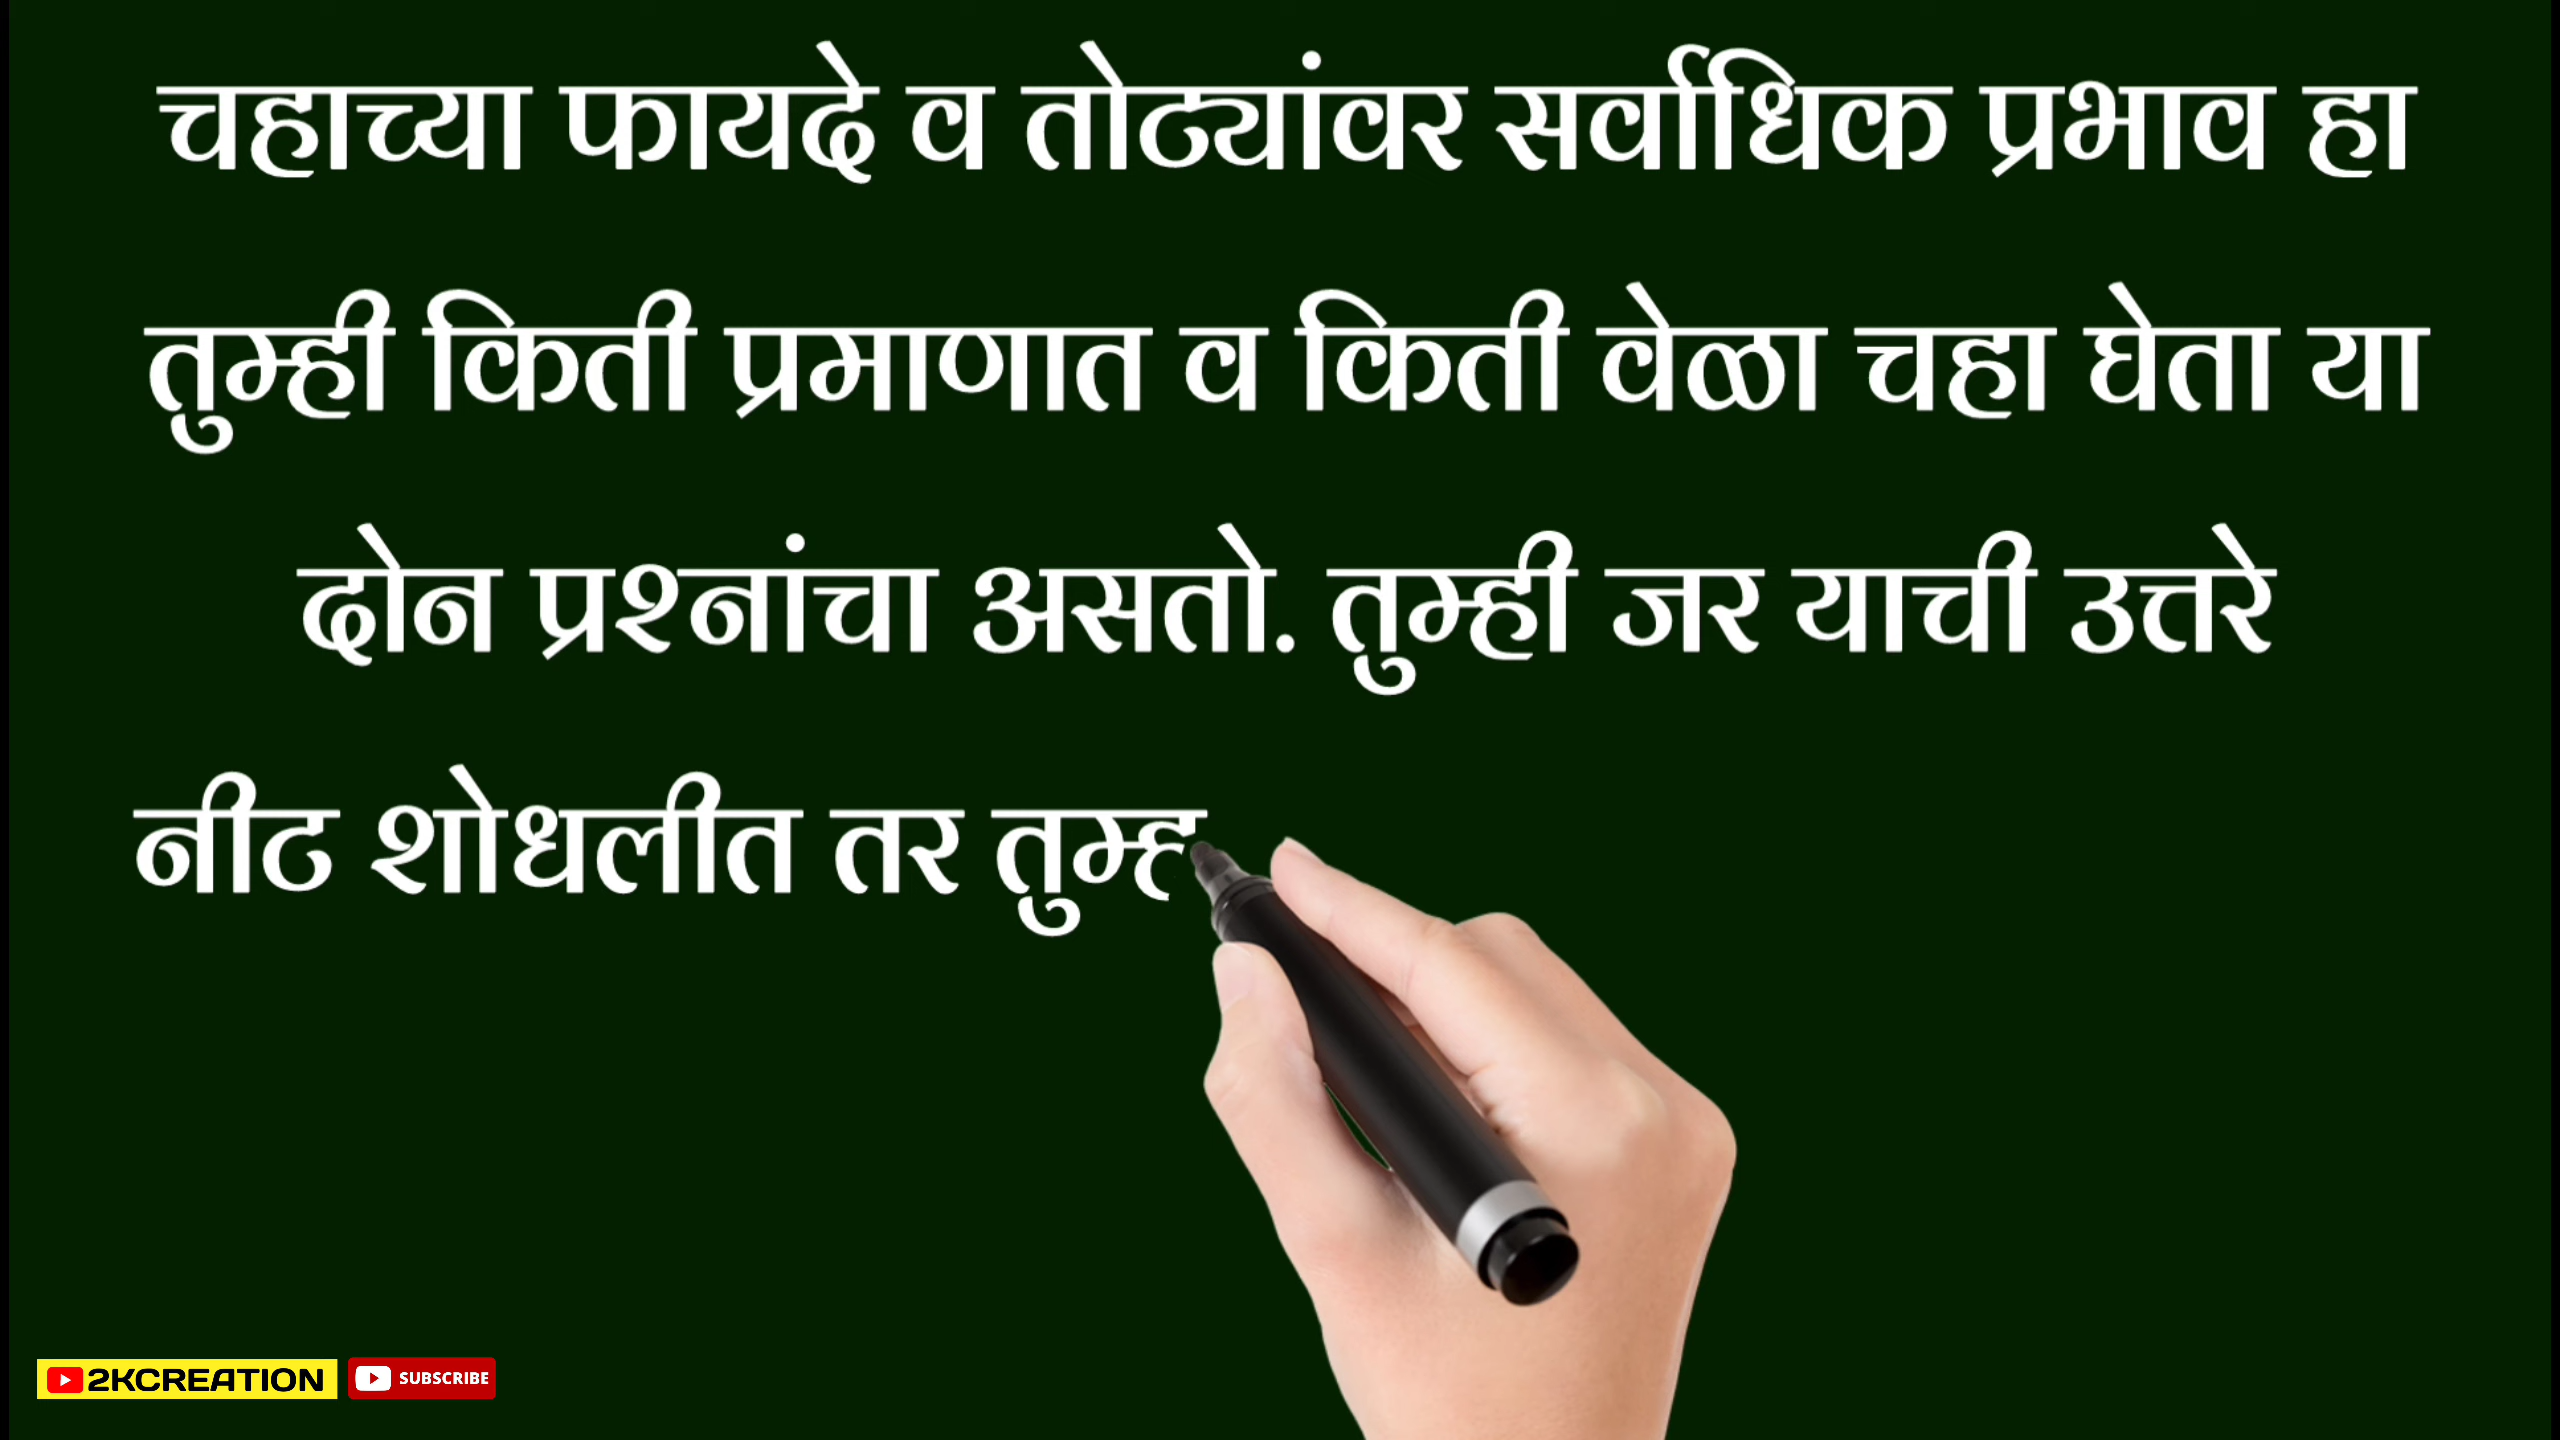 चहाच्या फायदे व तोट्यांवर सर्वाधिक प्रभाव हा
तुम्ही किती प्रमाणात व किती वेळा चहा घेता या
दोन प्रश्नांचा असतो. तुम्ही जर याची उत्तरे
नीट शोधलीत तर तुम्ह
2KCREATION SUBSCRIBE